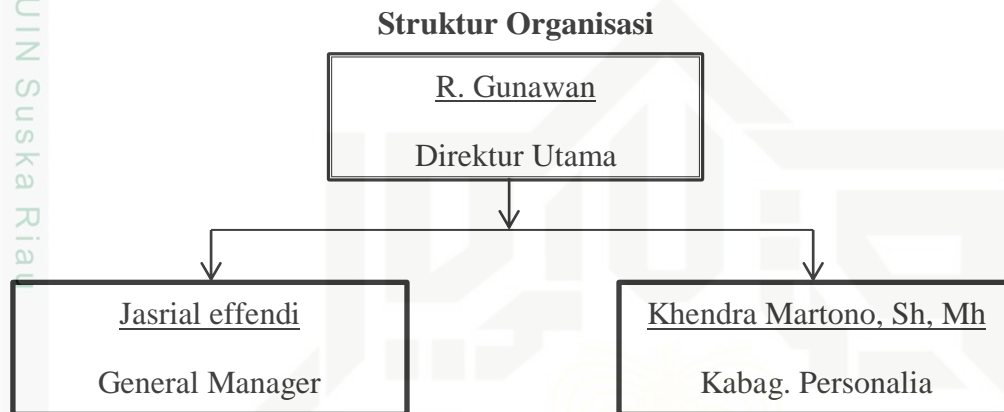 Struktur Organisasi
R. Gunawan
Direktur Utama
Jasrial effendi
General Manager
Khendra Martono, Sh, Mh
Kabag. Personalia
UIN Suska Riau